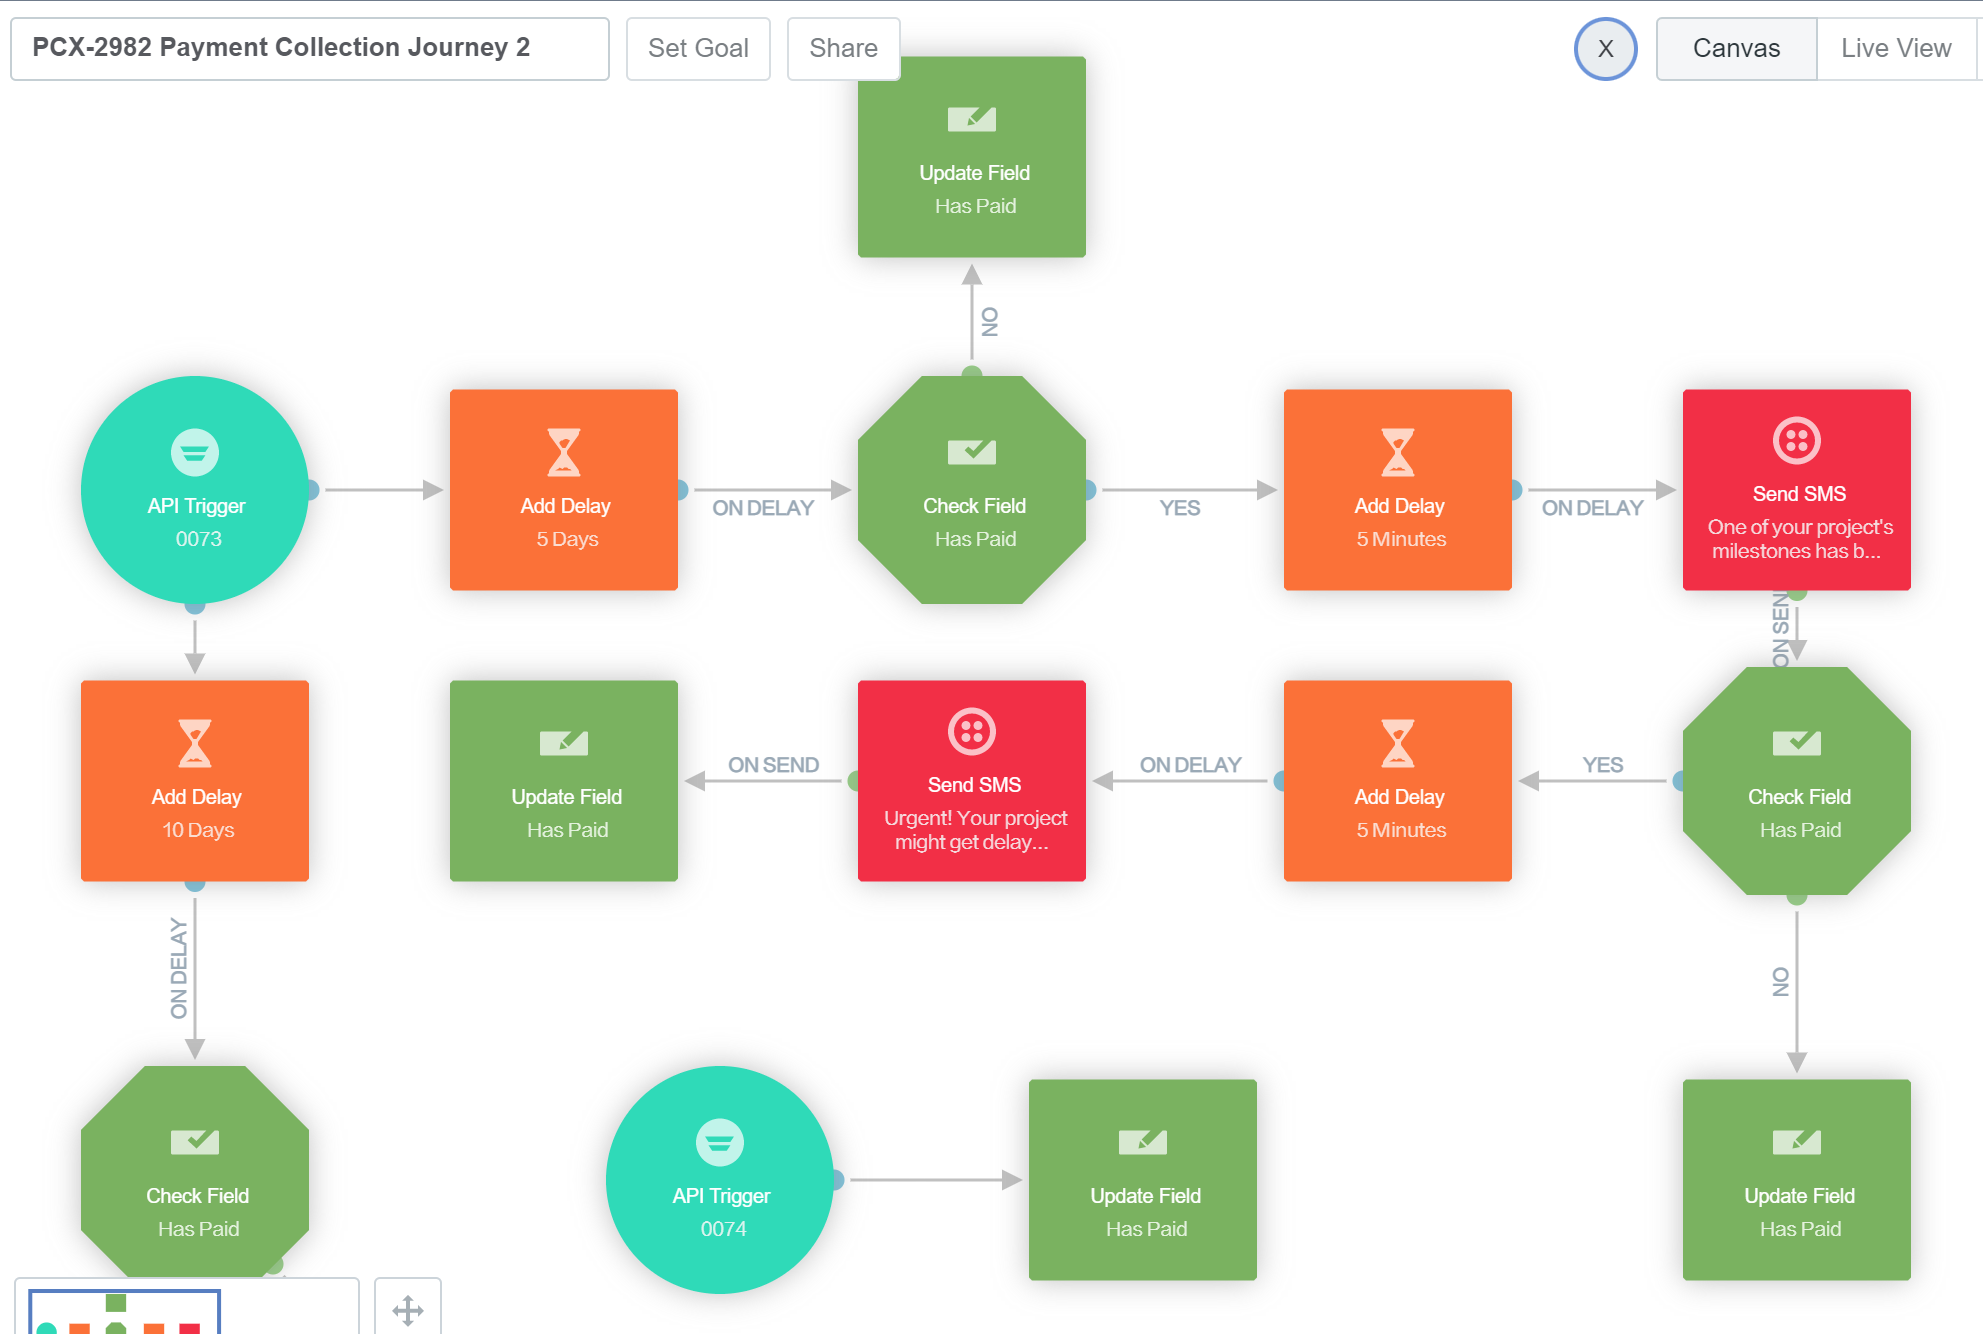 PCX-2982 Payment Collection Journey 2
Set Goal
Share
X
Canvas
Live View
Update Field
Has Paid
NO
API Trigger
0073
Add Delay
5 Days
ON DELAY
Check Field
Has Paid
YES
Add Delay
5 Minutes
ON DELAY
Send SMS
One of your project's
milestones has b...
ON SEN
Add Delay
10 Days
Update Field
Has Paid
ON SEND
Send SMS
Urgent! Your project
might get delay...
ON DELAY
Add Delay
5 Minutes
YES
Check Field
Has Paid
ON DELAY
NO
Check Field
Has Paid
API Trigger
0074
Update Field
Has Paid
Update Field
Has Paid